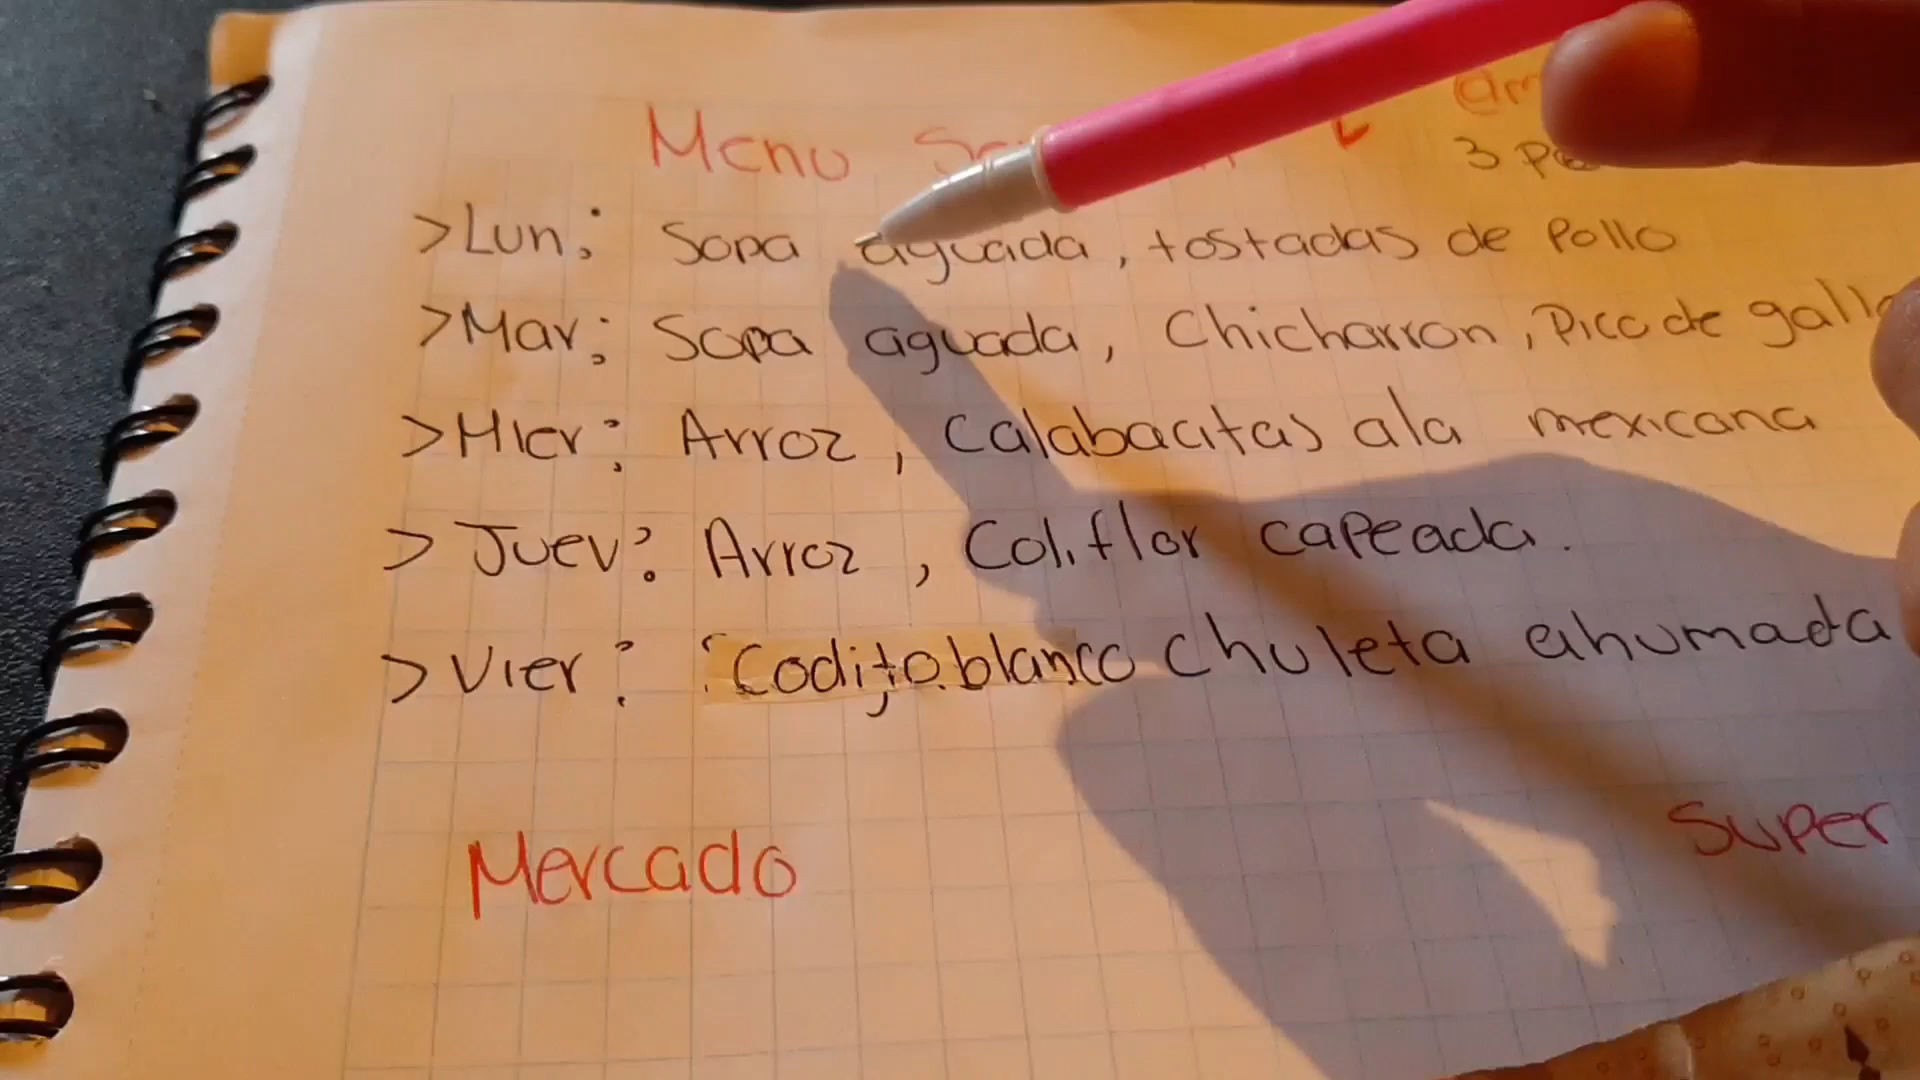 Menu
3
>Lun: Sopa aguada, tostadas de Pollo
>Mar: Sopa aguada, Chicharron, Pico de gallo
>Mier: Arroz, Calabacitas ala mexicana
>Juev: Arroz, Coliflor capeada.
>Vier: Codito blanco Chuleta ahumada
Mercado
Super